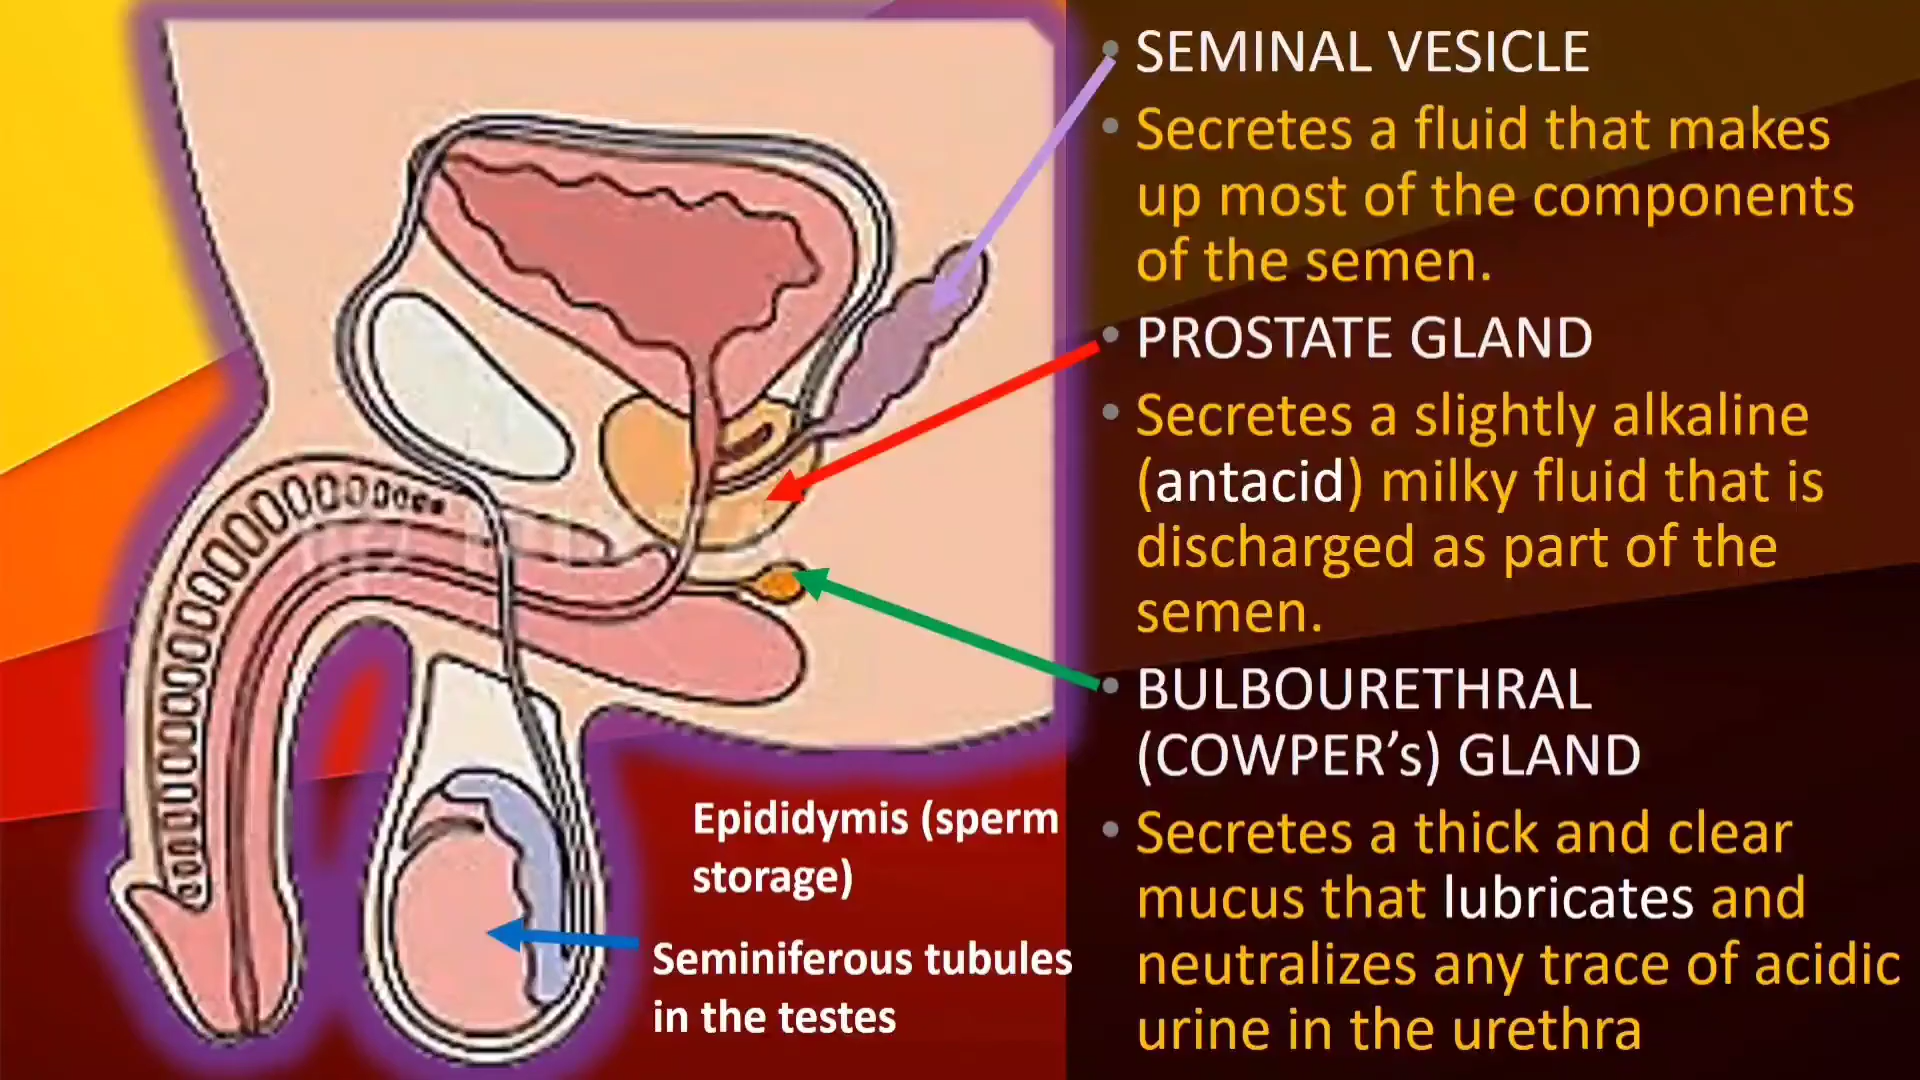 SEMINAL VESICLE
Secretes a fluid that makes
up most of the components
of the semen.
PROSTATE GLAND
Secretes a slightly alkaline
(antacid) milky fluid that is
discharged as part of the
semen.
BULBOURETHRAL
(COWPER’s) GLAND
Secretes a thick and clear
mucus that lubricates and
neutralizes any trace of acidic
urine in the urethra
Epididymis (sperm
storage)
Seminiferous tubules
in the testes